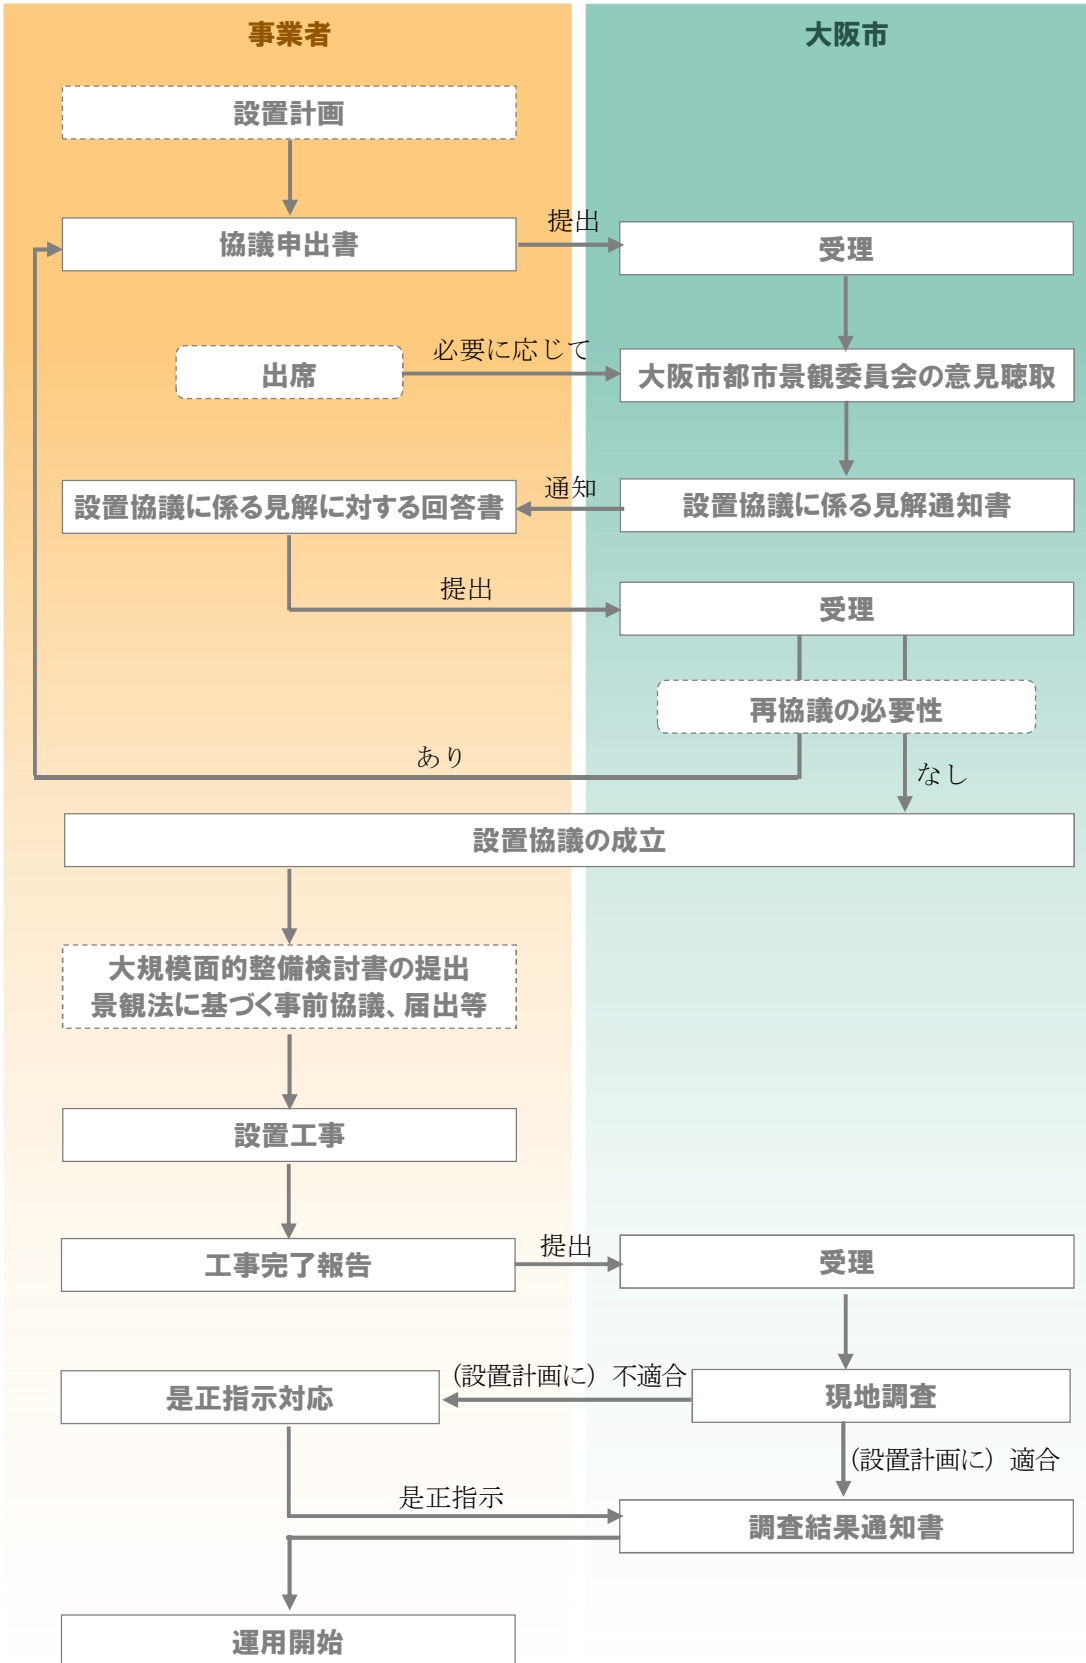 事業者
大阪市
設置計画
協議申出書
提出
受理
出席
必要に応じて
大阪市都市景観委員会の意見聴取
設置協議に係る見解に対する回答書
通知
設置協議に係る見解通知書
提出
受理
再協議の必要性
あり
なし
設置協議の成立
大規模面的整備検討書の提出
景観法に基づく事前協議、届出等
設置工事
工事完了報告
提出
受理
是正指示対応
(設置計画に）不適合
現地調査
(設置計画に）適合
是正指示
調査結果通知書
運用開始